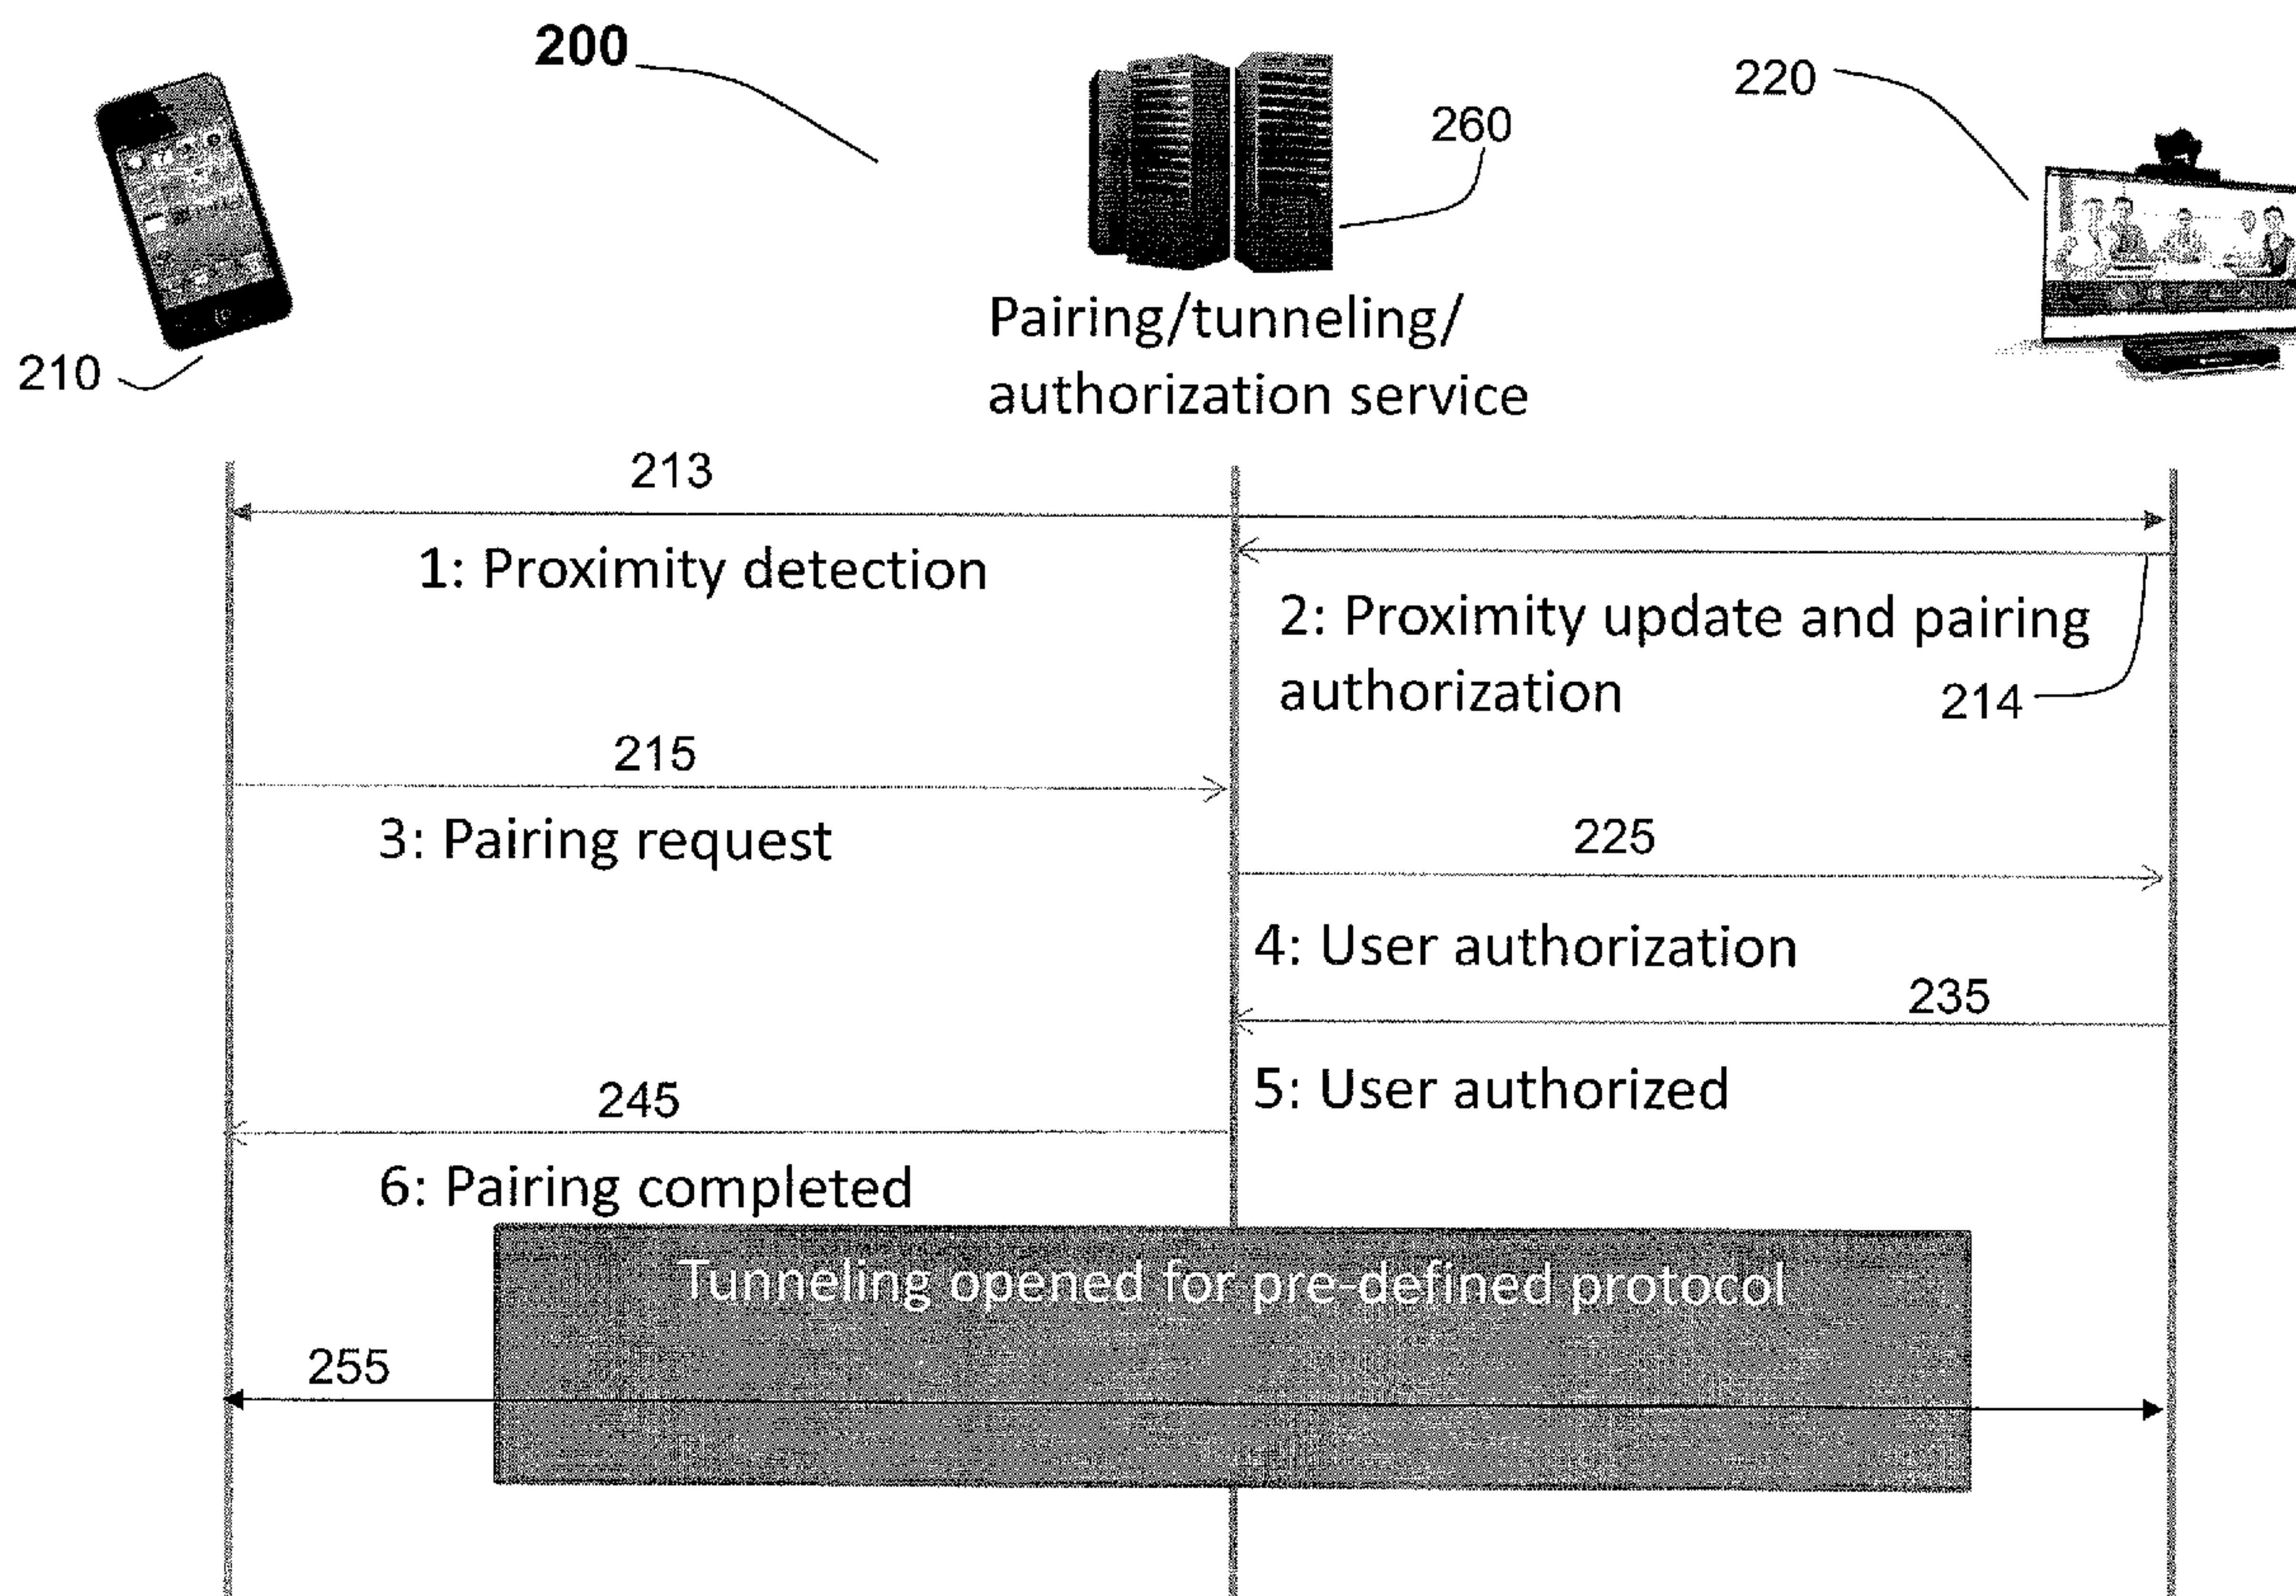 200
220
260
210
Pairing/tunneling/
authorization service
213
1: Proximity detection
2: Proximity update and pairing
authorization
214
215
3: Pairing request
225
4: User authorization
235
5: User authorized
245
6: Pairing completed
Tunneling opened for pre-defined protocol
255